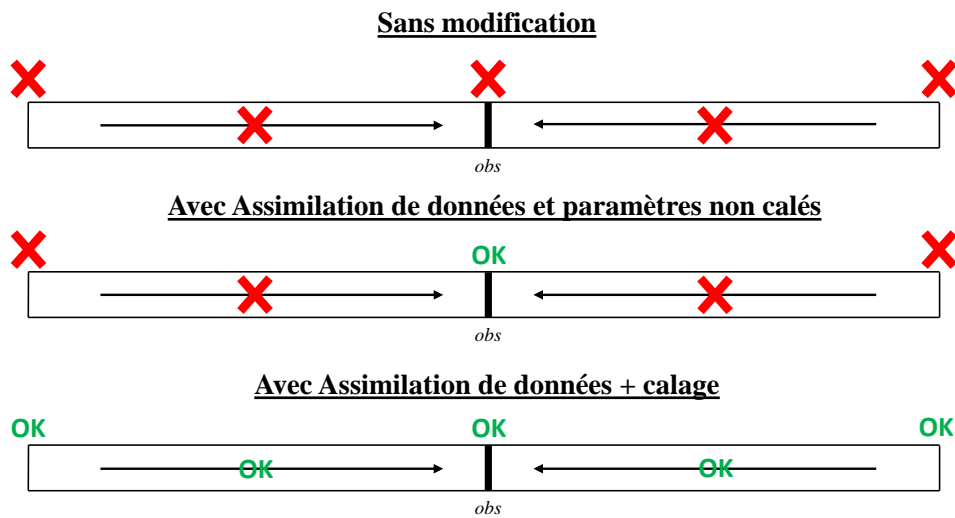 Sans modification
obs
Avec Assimilation de données et paramètres non calés
OK
obs
Avec Assimilation de données + calage
OK OK OK
OK OK
obs